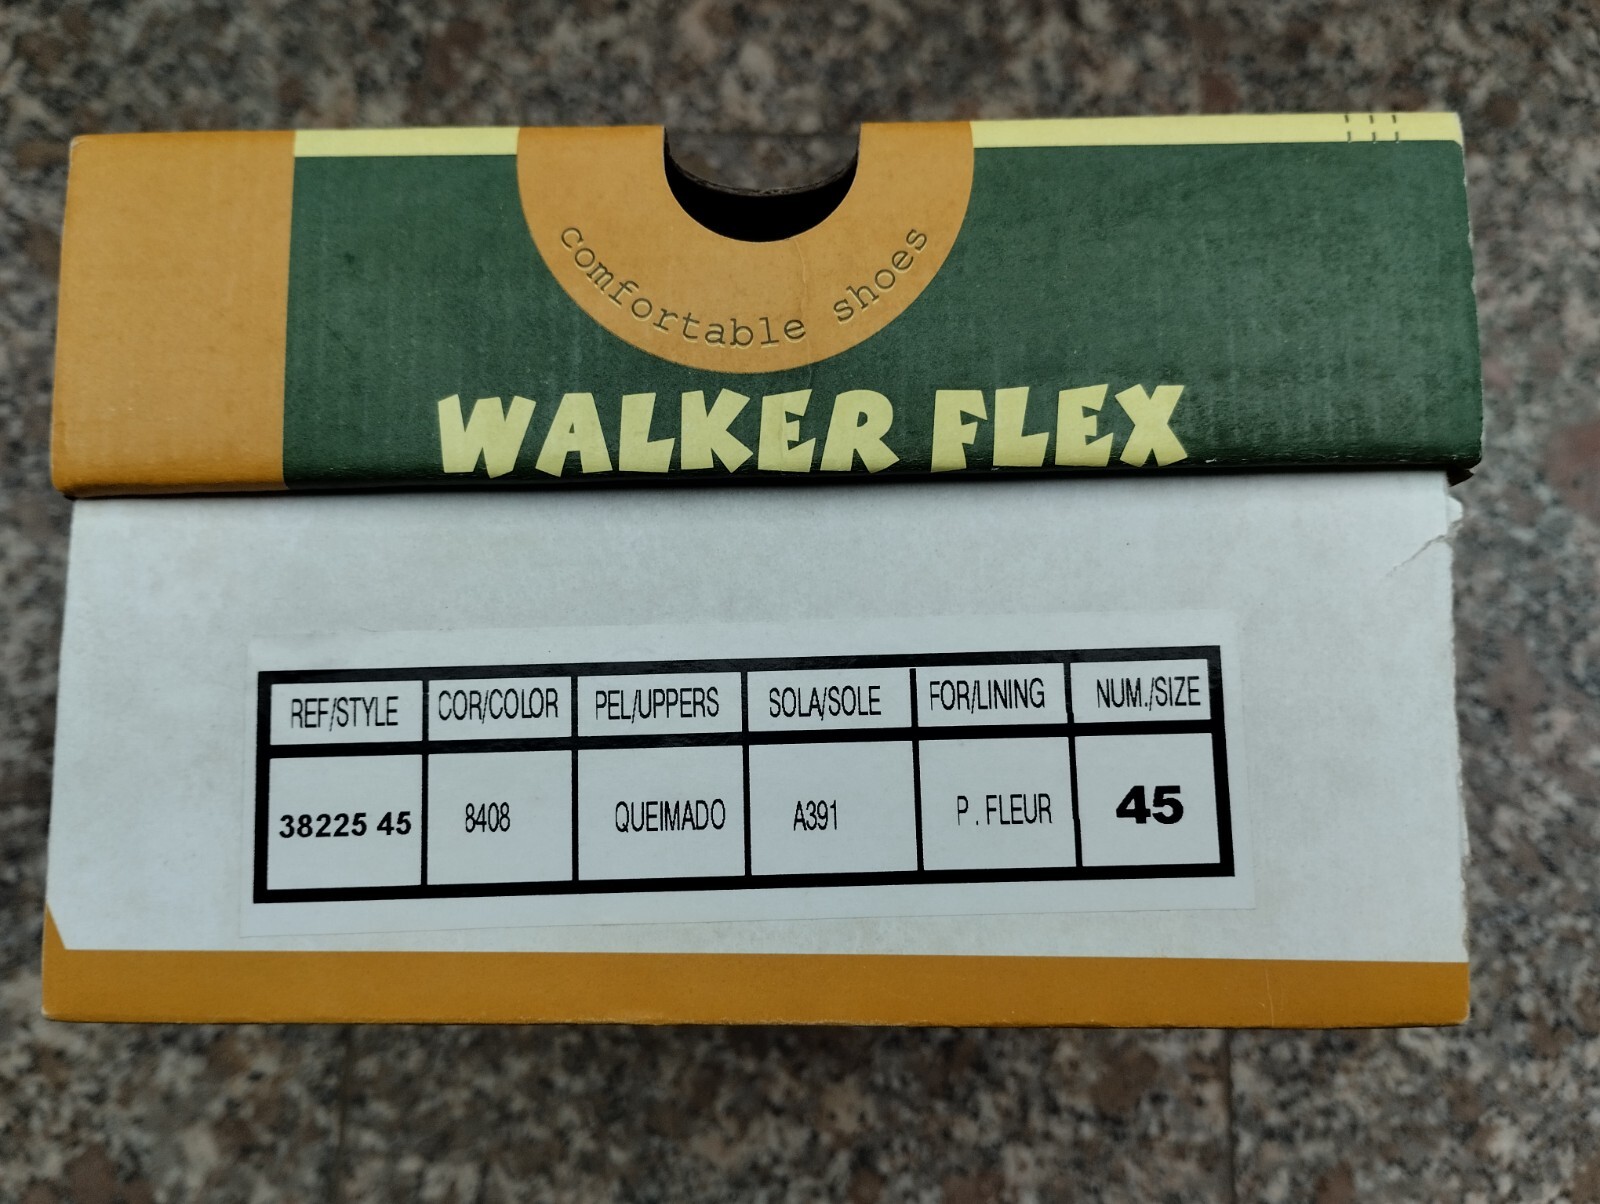 comfortable shoes
WALKER FLEX
REF/STYLE COR/COLOR PEL/UPPERS SOLA/SOLE FOR/LINING NUM./SIZE
38225 45 8408 QUEIMADO A391 P. FLEUR 45